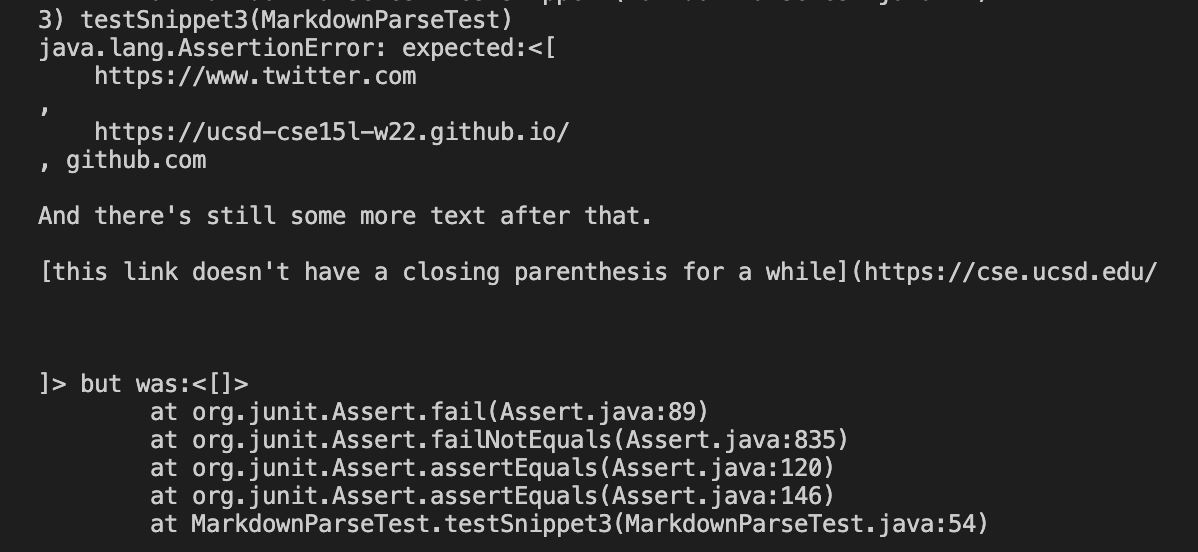 3) testSnippet3(MarkdownParseTest)
java.lang.AssertionError: expected:<[
    https://www.twitter.com
,
    https://ucsd-cse15l-w22.github.io/
, github.com

And there's still some more text after that.

[this link doesn't have a closing parenthesis for a while](https://cse.ucsd.edu/



]> but was:<[]>
        at org.junit.Assert.fail(Assert.java:89)
        at org.junit.Assert.failNotEquals(Assert.java:835)
        at org.junit.Assert.assertEquals(Assert.java:120)
        at org.junit.Assert.assertEquals(Assert.java:146)
        at MarkdownParseTest.testSnippet3(MarkdownParseTest.java:54)